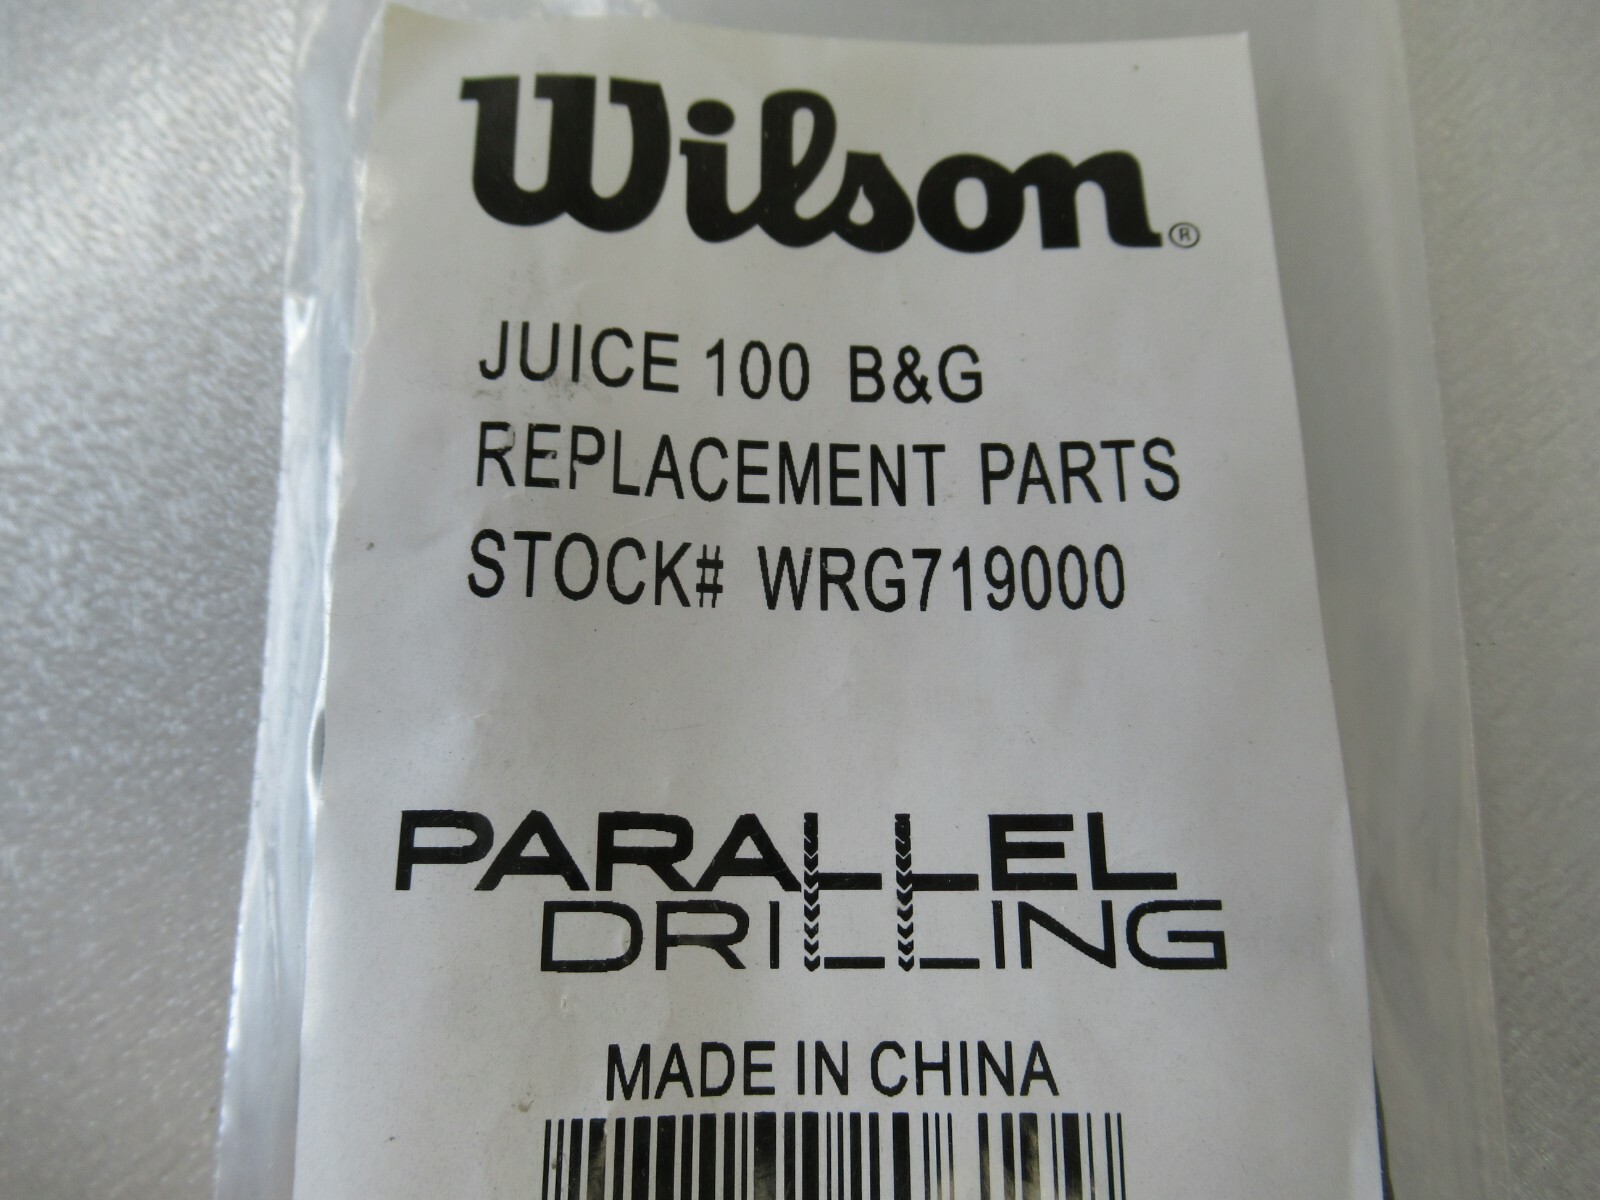 Wilson®
JUICE 100 B&G
REPLACEMENT PARTS
STOCK# WRG719000
PARALLEL
DRILLING
MADE IN CHINA